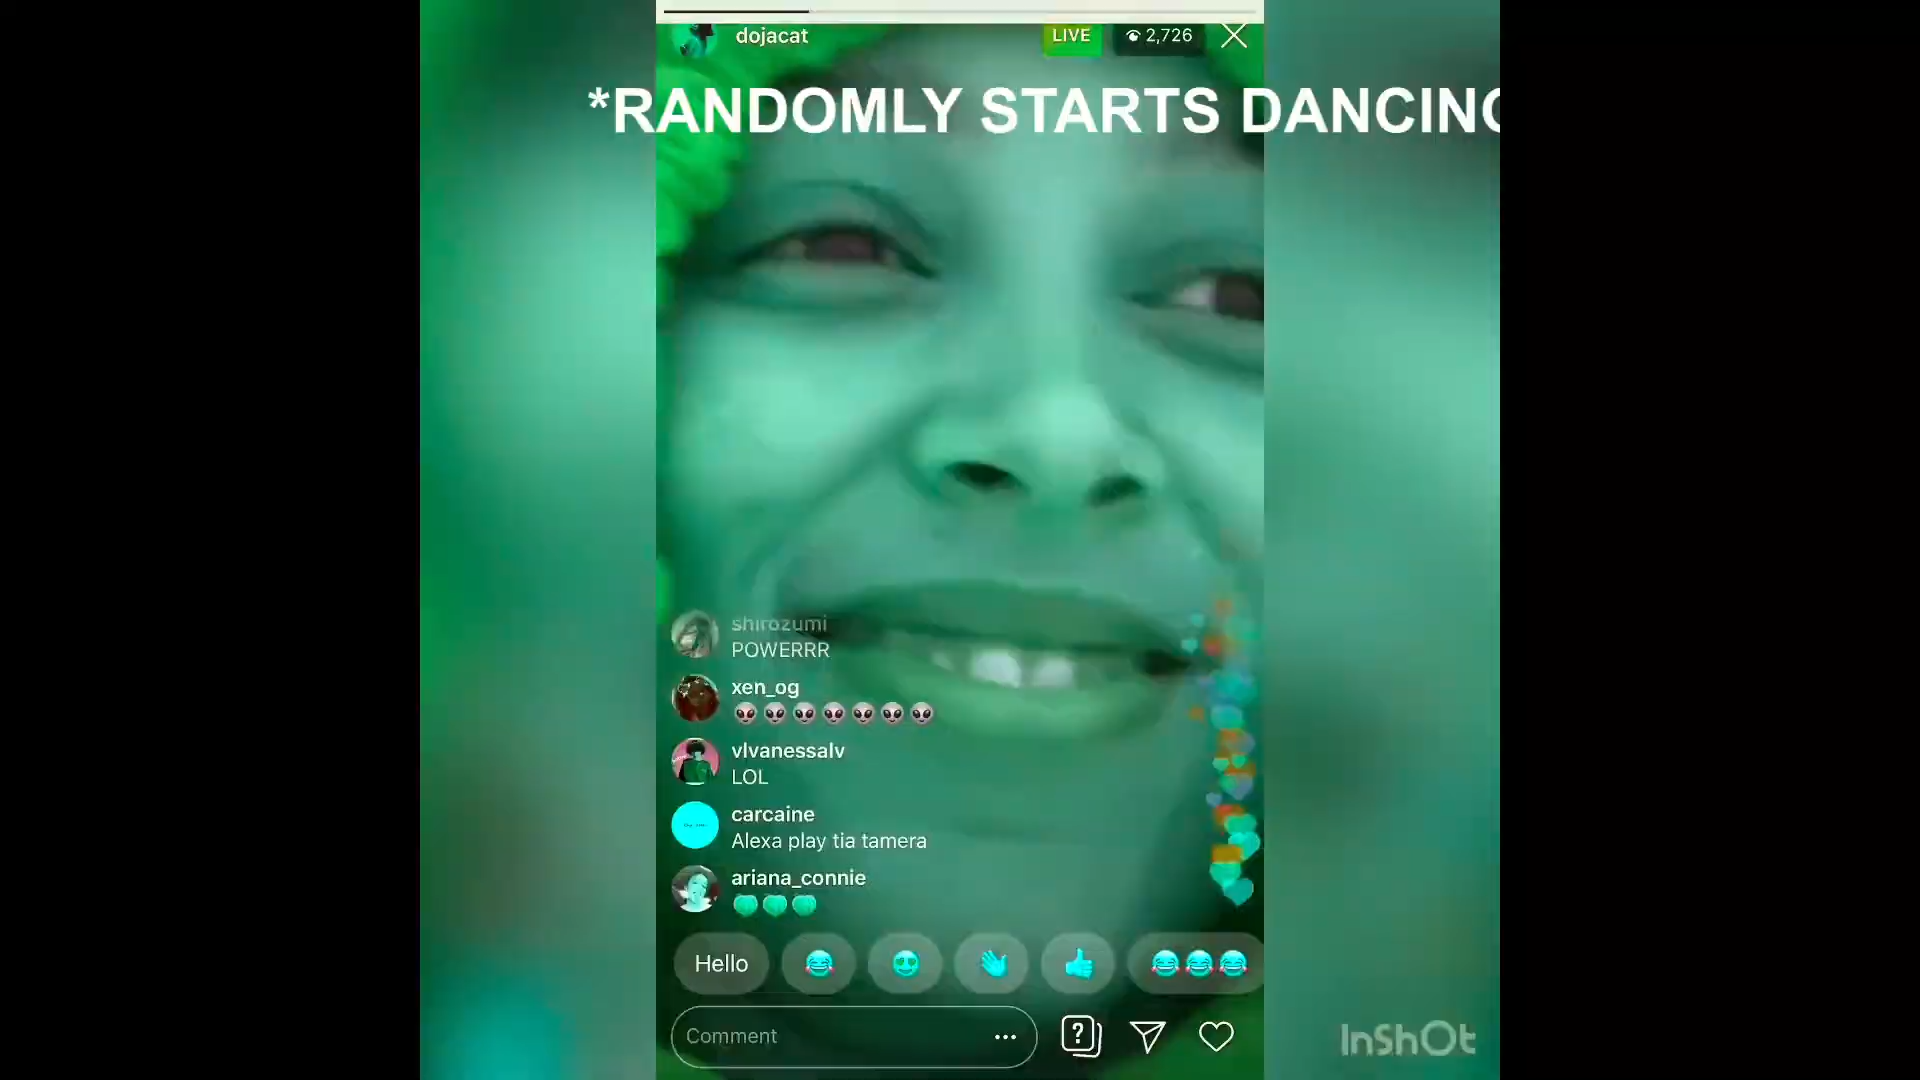 dojacat
LIVE
2,726
*RANDOMLY STARTS DANCING
shirozumi
POWERRR
xen_og
vlvanessalv
LOL
carcaine
Alexa play tia tamera
ariana_connie
Hello
Comment
InShOt